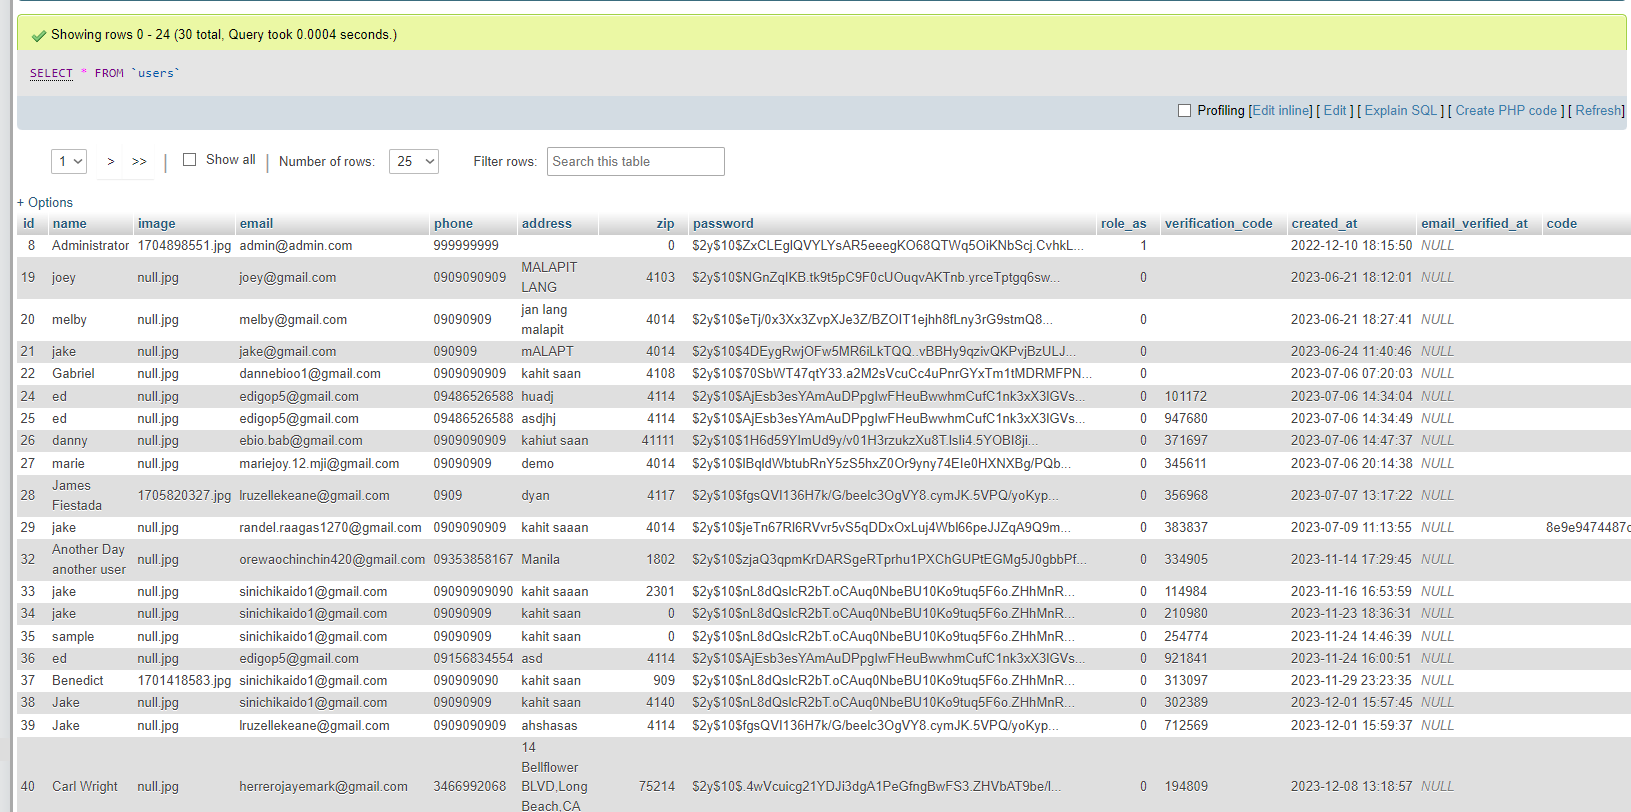 Showing rows 0 - 24 (30 total, Query took 0.0004 seconds.)
SELECT * FROM `users`
Profiling [Edit inline] [ Edit ] [ Explain SQL ] [ Create PHP code ] [ Refresh]
1 > >> | Show all | Number of rows: 25 Filter rows: Search this table
+ Options
id name image email phone address zip password role_as verification_code created_at email_verified_at code
8 Administrator 1704898551.jpg admin@admin.com 999999999 0 $2y$10$ZxCLEglQVYLYsAR5eeegKO68QTWq5OiKNbScj.CvhkL... 1 2022-12-10 18:15:50 NULL
19 joey null.jpg joey@gmail.com 0909090909 MALAPIT LANG 4103 $2y$10$NGnZqIKB.tk9t5pC9F0cUOuqvAKTnb.yrceTptgq6sw... 0 2023-06-21 18:12:01 NULL
20 melby null.jpg melby@gmail.com 09090909 jan lang malapit 4014 $2y$10$eTj/0x3Xx3ZvpXJe3Z/BZOIT1ejhh8fLny3rG9stmQ8... 0 2023-06-21 18:27:41 NULL
21 jake null.jpg jake@gmail.com 090909 mALAPT 4014 $2y$10$4DEygRwjOFw5MR6iLkTQQ..vBBHy9qzivQKPvjBzULJ... 0 2023-06-24 11:40:46 NULL
22 Gabriel null.jpg dannebioo1@gmail.com 0909090909 kahit saan 4108 $2y$10$70SbWT47qtY33.a2M2sVcuCc4uPnrGYxTm1tMDRMFPN... 0 2023-07-06 07:20:03 NULL
24 ed null.jpg edigop5@gmail.com 09486526588 huadj 4114 $2y$10$AjEsb3esYAmAuDPpglwFHeuBwwhmCufC1nk3xX3lGVs... 0 101172 2023-07-06 14:34:04 NULL
25 ed null.jpg edigop5@gmail.com 09486526588 asdjhj 4114 $2y$10$AjEsb3esYAmAuDPpglwFHeuBwwhmCufC1nk3xX3lGVs... 0 947680 2023-07-06 14:34:49 NULL
26 danny null.jpg ebio.bab@gmail.com 0909090909 kahiut saan 41111 $2y$10$1H6d59YImUd9y/v01H3rzukzXu8T.lsli4.5YOBI8ji... 0 371697 2023-07-06 14:47:37 NULL
27 marie null.jpg mariejoy.12.mji@gmail.com 09090909 demo 4014 $2y$10$lBqldWbtubRnY5zS5hxZ0Or9yny74EIe0HXNXBg/PQb... 0 345611 2023-07-06 20:14:38 NULL
28 James Fiestada 1705820327.jpg lruzellekeane@gmail.com 0909 dyan 4117 $2y$10$fgsQVI136H7k/G/beelc3OgVY8.cymJK.5VPQ/yoKyp... 0 356968 2023-07-07 13:17:22 NULL
29 jake null.jpg randel.raagas1270@gmail.com 0909090909 kahit saaan 4014 $2y$10$jeTn67RI6RVvr5vS5qDDxOxLuj4Wbl66peJJZqA9Q9m... 0 383837 2023-07-09 11:13:55 NULL 8e9e9474487c
32 Another Day another user null.jpg orewaochinchin420@gmail.com 09353858167 Manila 1802 $2y$10$zjaQ3qpmKrDARSgeRTprhu1PXChGUPtEGMg5J0gbbPf... 0 334905 2023-11-14 17:29:45 NULL
33 jake null.jpg sinichikaido1@gmail.com 09090909090 kahit saaan 2301 $2y$10$nL8dQslcR2bT.oCAuq0NbeBU10Ko9tuq5F6o.ZHhMnR... 0 114984 2023-11-16 16:53:59 NULL
34 jake null.jpg sinichikaido1@gmail.com 09090909 kahit saan 0 $2y$10$nL8dQslcR2bT.oCAuq0NbeBU10Ko9tuq5F6o.ZHhMnR... 0 210980 2023-11-23 18:36:31 NULL
35 sample null.jpg sinichikaido1@gmail.com 09090909 kahit saan 0 $2y$10$nL8dQslcR2bT.oCAuq0NbeBU10Ko9tuq5F6o.ZHhMnR... 0 254774 2023-11-24 14:46:39 NULL
36 ed null.jpg edigop5@gmail.com 09156834554 asd 4114 $2y$10$AjEsb3esYAmAuDPpglwFHeuBwwhmCufC1nk3xX3lGVs... 0 921841 2023-11-24 16:00:51 NULL
37 Benedict 1701418583.jpg sinichikaido1@gmail.com 090909090 kahit saan 909 $2y$10$nL8dQslcR2bT.oCAuq0NbeBU10Ko9tuq5F6o.ZHhMnR... 0 313097 2023-11-29 23:23:35 NULL
38 Jake null.jpg sinichikaido1@gmail.com 09090909 kahit saan 4140 $2y$10$nL8dQslcR2bT.oCAuq0NbeBU10Ko9tuq5F6o.ZHhMnR... 0 302389 2023-12-01 15:57:45 NULL
39 Jake null.jpg lruzellekeane@gmail.com 0909090909 ahshasas 4114 $2y$10$fgsQVI136H7k/G/beelc3OgVY8.cymJK.5VPQ/yoKyp... 0 712569 2023-12-01 15:59:37 NULL
40 Carl Wright null.jpg herrerojayemark@gmail.com 3466992068 14 Bellflower BLVD,Long Beach,CA 75214 $2y$10$.4wVcuicg21YDJi3dgA1PeGfngBwFS3.ZHVbAT9be/l... 0 194809 2023-12-08 13:18:57 NULL